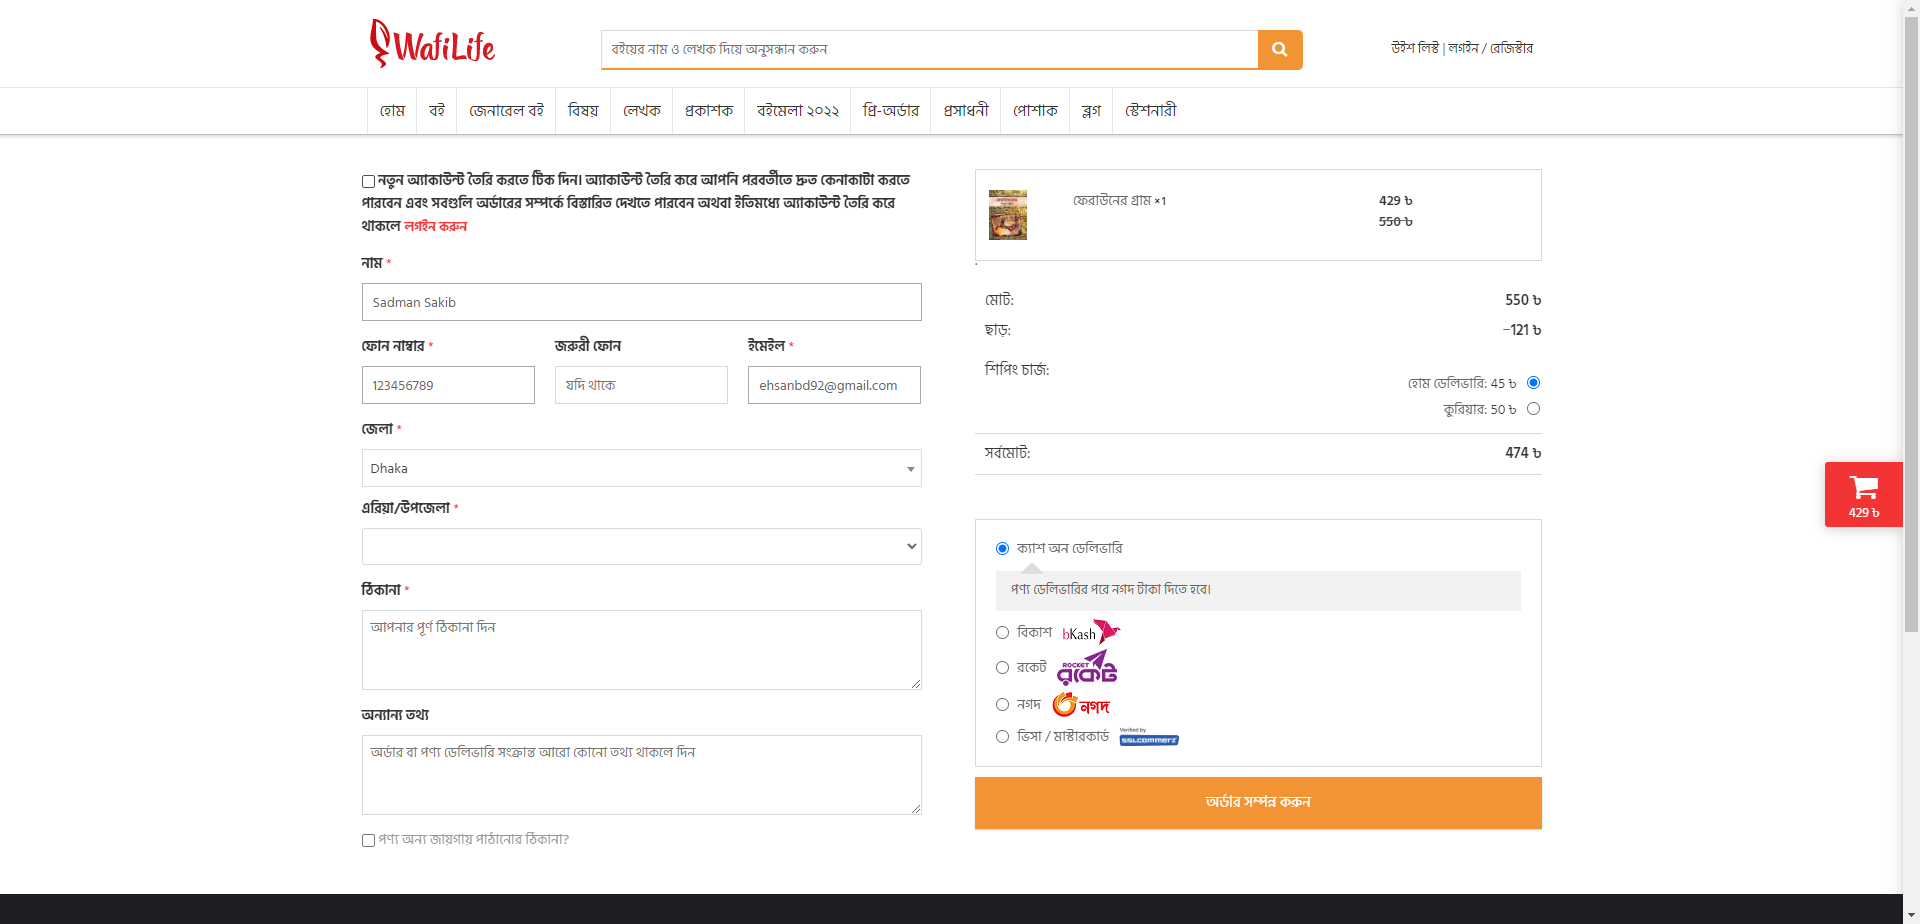 WafiLife
বইয়ের নাম ও লেখক দিয়ে অনুসন্ধান করুন
উইশ লিস্ট | লগইন / রেজিস্টার
হোম বই জেনারেল বই বিষয় লেখক প্রকাশক বইমেলা ২০২২ প্রি-অর্ডার প্রসাধনী পোশাক ব্লগ স্টেশনারী
নতুন অ্যাকাউন্ট তৈরি করতে টিক দিন। অ্যাকাউন্ট তৈরি করে আপনি পরবর্তীতে দ্রুত কেনাকাটা করতে
পারবেন এবং সবগুলি অর্ডারের সম্পর্কে বিস্তারিত দেখতে পারবেন অথবা ইতিমধ্যে অ্যাকাউন্ট তৈরি করে
থাকলে লগইন করুন
নাম *
Sadman Sakib
ফোন নাম্বার * জরুরী ফোন ইমেইল *
123456789 যদি থাকে ehsanbd92@gmail.com
জেলা *
Dhaka
এরিয়া/উপজেলা *
ঠিকানা *
আপনার পূর্ণ ঠিকানা দিন
অন্যান্য তথ্য
অর্ডার বা পণ্য ডেলিভারি সংক্রান্ত আরো কোনো তথ্য থাকলে দিন
পণ্য অন্য জায়গায় পাঠানোর ঠিকানা?
ফেরাউনের গ্রাম ×1 429 ৳
550 ৳
মোট: 550 ৳
ছাড়: -121 ৳
শিপিং চার্জ:
হোম ডেলিভারি: 45 ৳
কুরিয়ার: 50 ৳
সর্বমোট: 474 ৳
ক্যাশ অন ডেলিভারি
পণ্য ডেলিভারির পরে নগদ টাকা দিতে হবে।
বিকাশ bKash
রকেট ROCKET রকেট
নগদ নগদ
ভিসা / মাস্টারকার্ড Verified by SSLCOMMERZ
অর্ডার সম্পন্ন করুন
429 ৳